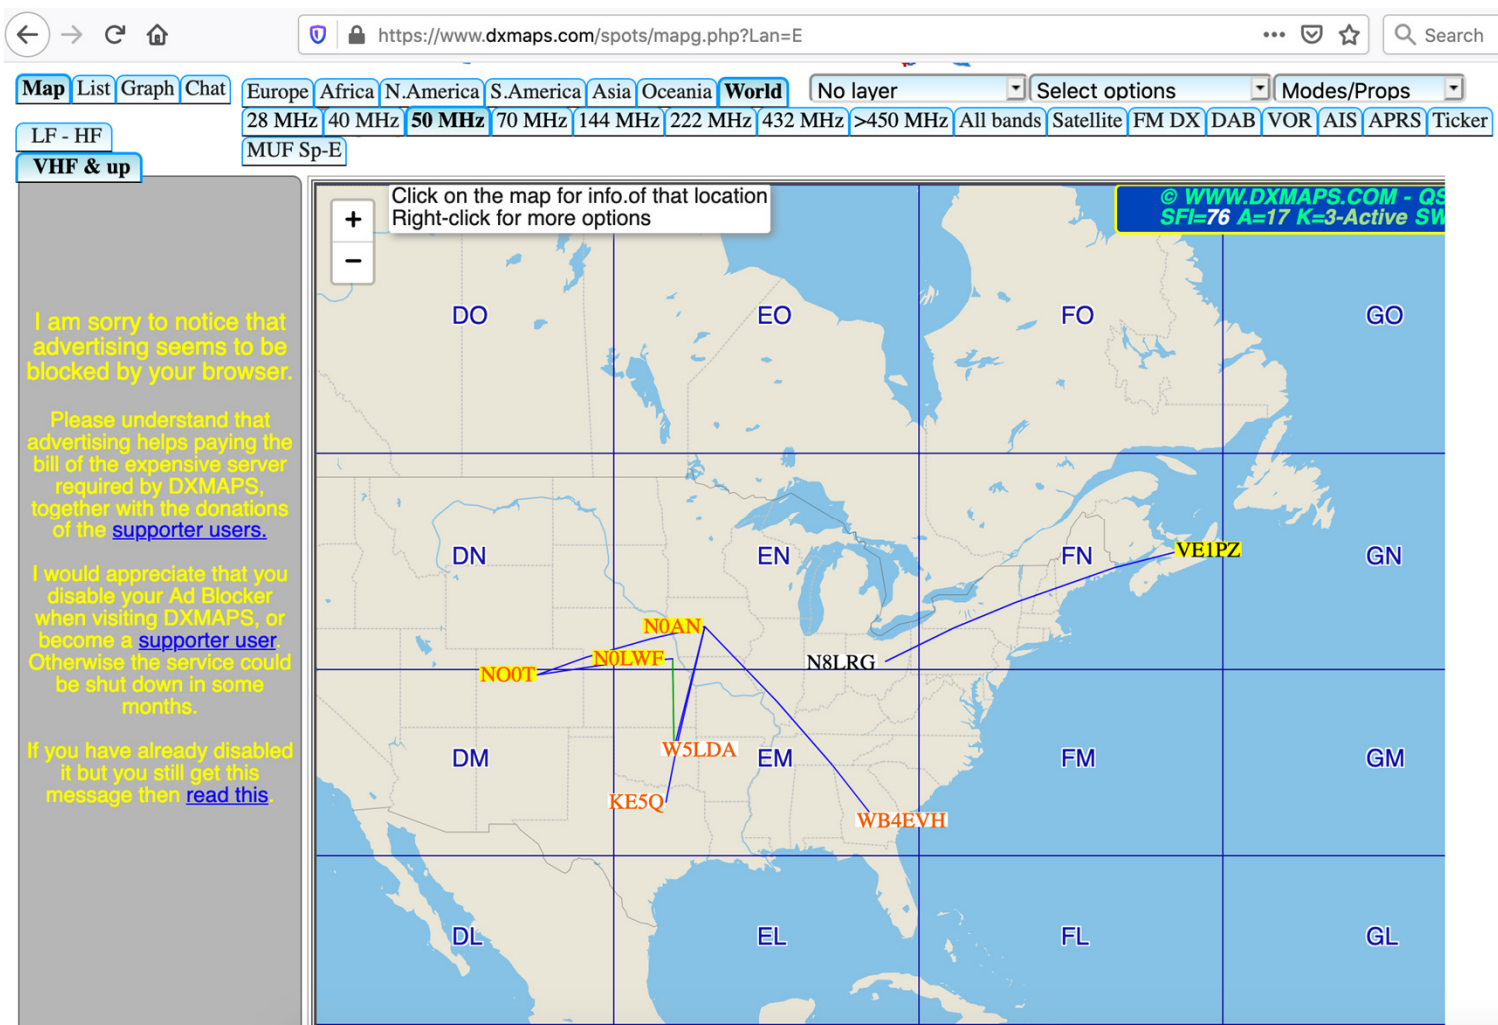 https://www.dxmaps.com/spots/mapg.php?Lan=E
Search
Map List Graph Chat
Europe Africa N.America S.America Asia Oceania World
No layer
Select options
Modes/Props
28 MHz 40 MHz 50 MHz 70 MHz 144 MHz 222 MHz 432 MHz >450 MHz All bands Satellite FM DX DAB VOR AIS APRS Ticker
LF - HF
MUF Sp-E
VHF & up
Click on the map for info.of that location
Right-click for more options
+
−
© WWW.DXMAPS.COM - QS
SFI=76 A=17 K=3-Active SW
I am sorry to notice that
advertising seems to be
blocked by your browser.
Please understand that
advertising helps paying the
bill of the expensive server
required by DXMAPS,
together with the donations
of the supporter users.
I would appreciate that you
disable your Ad Blocker
when visiting DXMAPS, or
become a supporter user
Otherwise the service could
be shut down in some
months.
If you have already disabled
it but you still get this
message then read this.
DO EO FO GO
DN EN FN GN
VE1PZ
N0AN
N0LWF
N8LRG
NO0T
W5LDA
DM EM FM GM
KE5Q
WB4EVH
DL EL FL GL